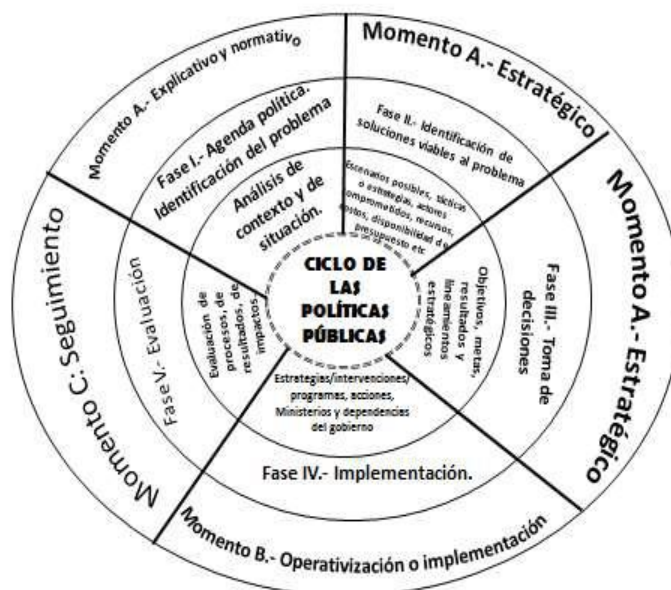 Momento A.- Explicativo y normativo
Fase I.- Agenda política.
Identificación del problema
Análisis de
contexto y de
situación.
Momento A.- Estratégico
Fase II.- Identificación de
soluciones viables al problema
Escenarios posibles, tácticas
o estrategias, actores
comprometidos, recursos,
costos, disponibilidad de
presupuesto etc
Momento A.- Estratégico
Fase III.- Toma de
decisiones
Objetivos, metas,
resultados y
lineamientos
estratégicos
Momento B.- Operativización o implementación
Fase IV.- Implementación.
Estrategias/intervenciones/
programas, acciones,
Ministerios y dependencias
del gobierno
Momento C: Seguimiento
Fase V.- Evaluación
Evaluación de
procesos, de
resultados, de
impactos.
CICLO DE
LAS
POLÍTICAS
PÚBLICAS